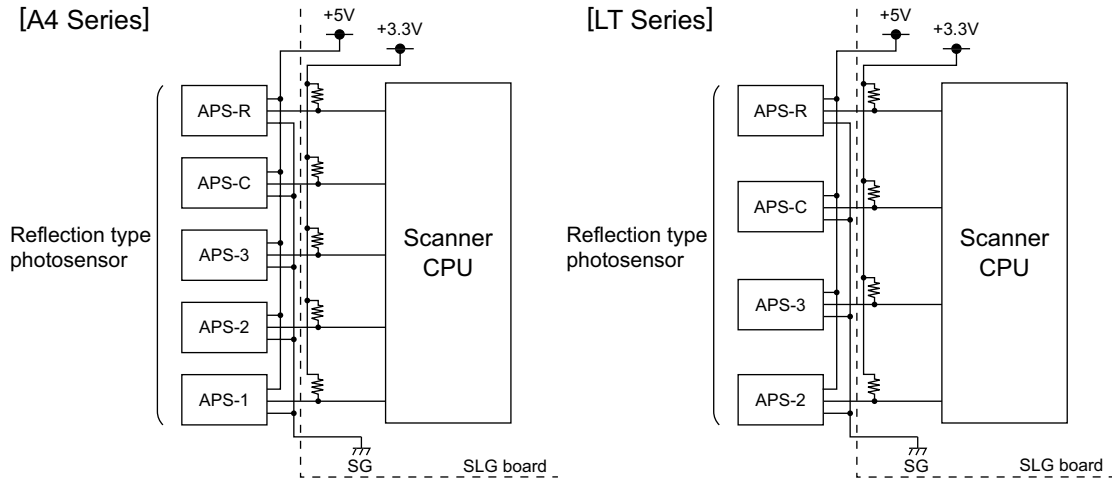 [A4 Series]
+5V
+3.3V
APS-R
APS-C
APS-3
APS-2
APS-1
Reflection type
photosensor
Scanner
CPU
SG
SLG board
[LT Series]
+5V
+3.3V
APS-R
APS-C
APS-3
APS-2
Reflection type
photosensor
Scanner
CPU
SG
SLG board